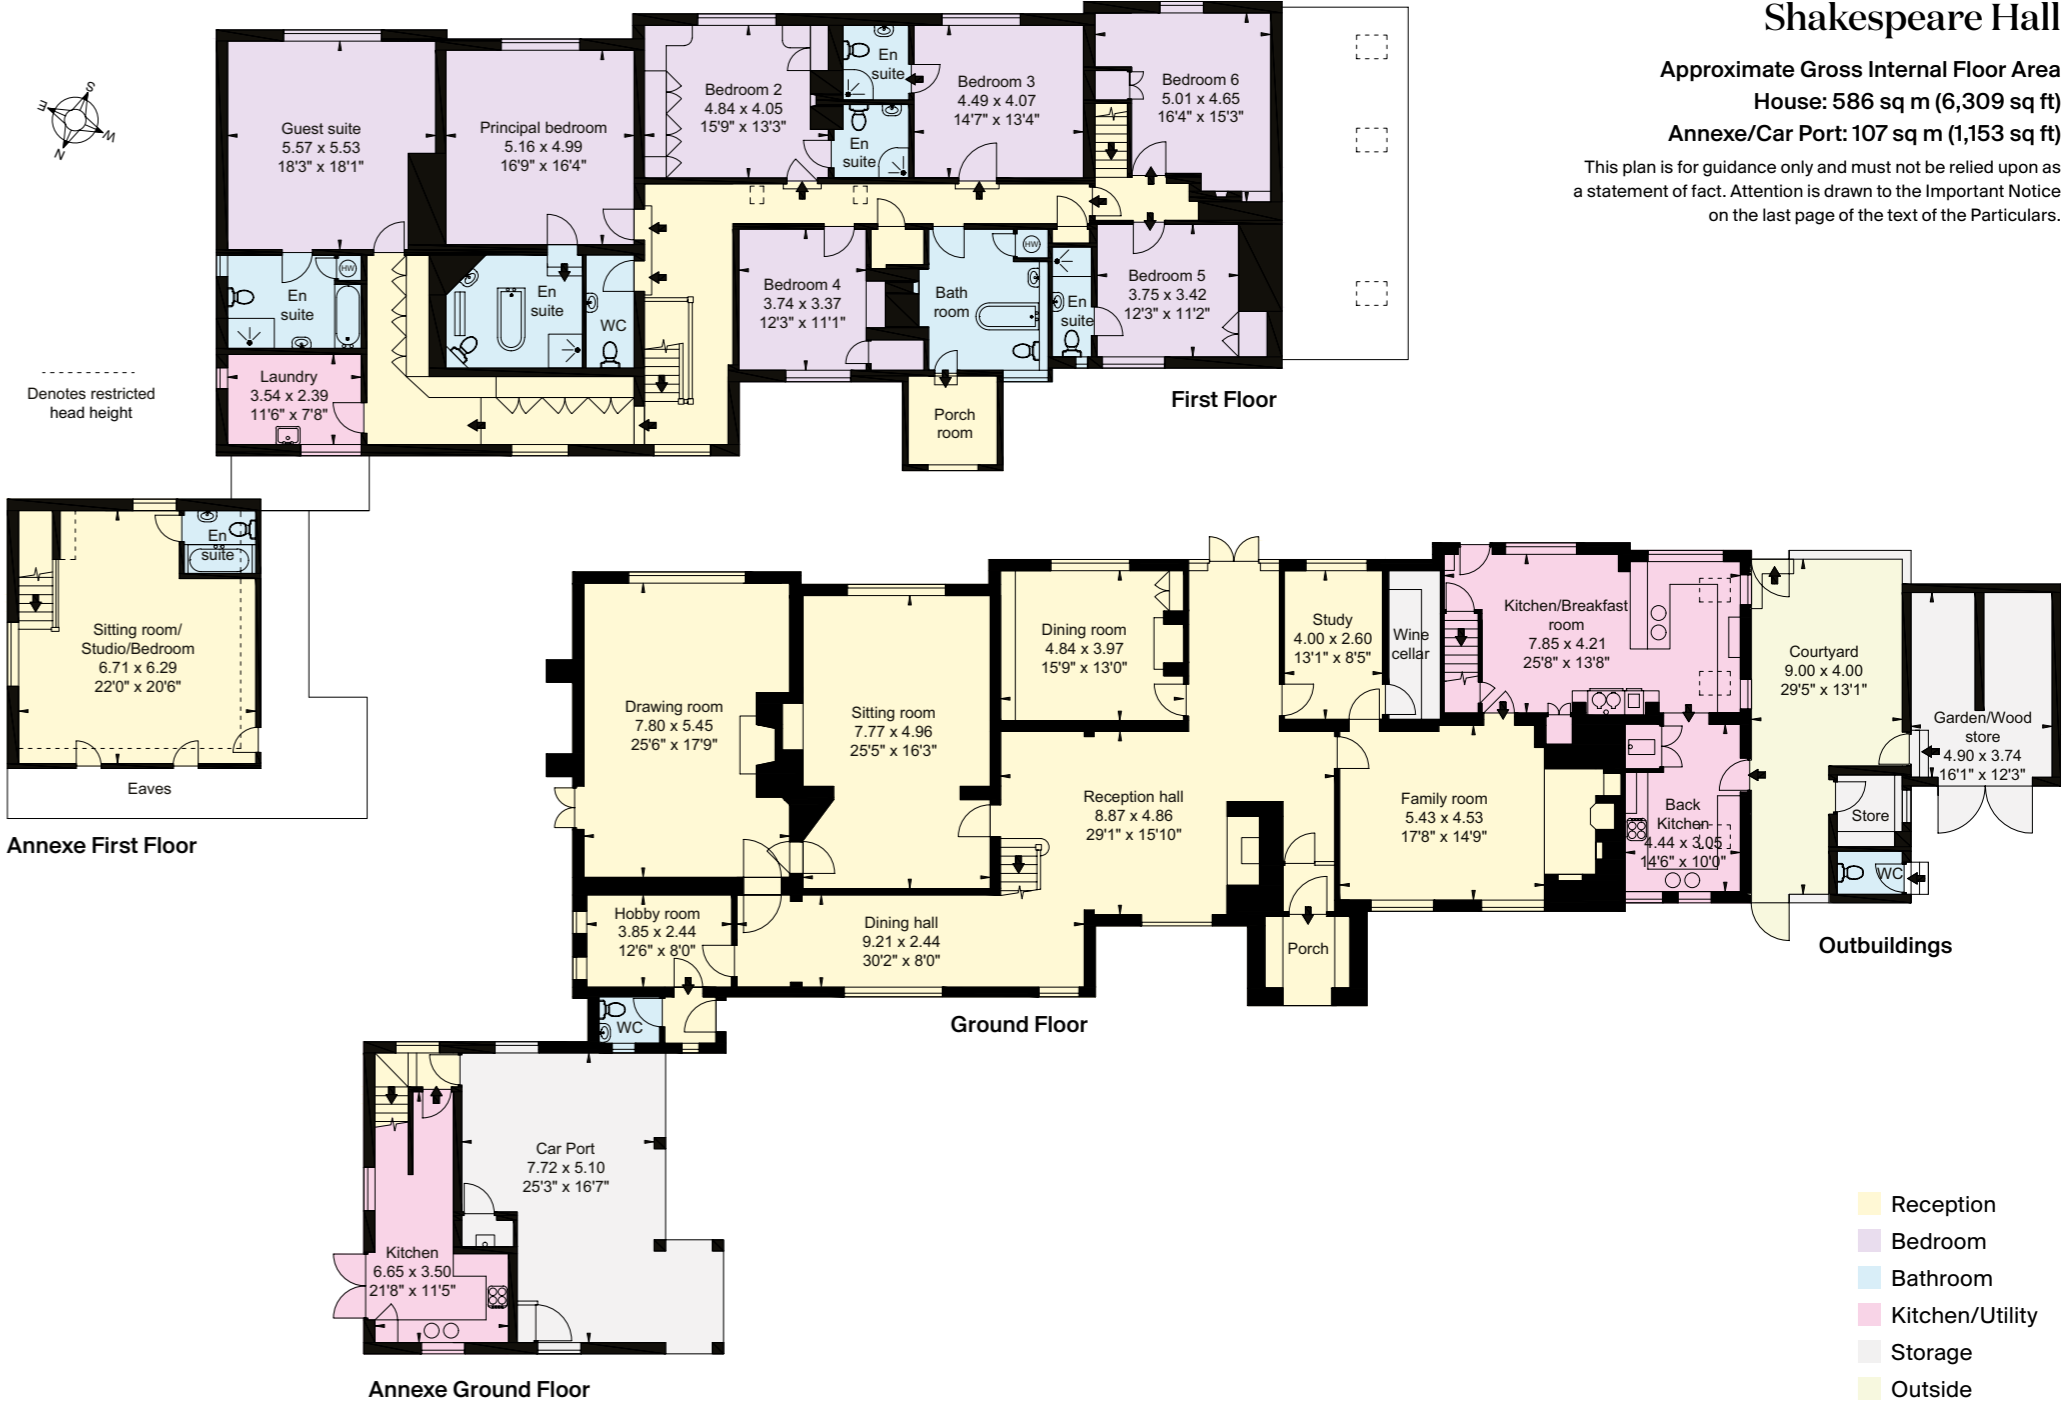 Shakespeare Hall
Approximate Gross Internal Floor Area
House: 586 sq m (6,309 sq ft)
Annexe/Car Port: 107 sq m (1,153 sq ft)
This plan is for guidance only and must not be relied upon as
a statement of fact. Attention is drawn to the Important Notice
on the last page of the text of the Particulars.
S
E
W
N
Guest suite
5.57 x 5.53
18'3" x 18'1"
Principal bedroom
5.16 x 4.99
16'9" x 16'4"
Bedroom 2
4.84 x 4.05
15'9" x 13'3"
En
suite
En
suite
Bedroom 3
4.49 x 4.07
14'7" x 13'4"
Bedroom 6
5.01 x 4.65
16'4" x 15'3"
HW
En
suite
En
suite
WC
Bedroom 4
3.74 x 3.37
12'3" x 11'1"
HW
Bath
room
En
suite
Bedroom 5
3.75 x 3.42
12'3" x 11'2"
Laundry
3.54 x 2.39
11'6" x 7'8"
Porch
room
First Floor
Denotes restricted
head height
En
suite
Sitting room/
Studio/Bedroom
6.71 x 6.29
22'0" x 20'6"
Eaves
Annexe First Floor
Drawing room
7.80 x 5.45
25'6" x 17'9"
Sitting room
7.77 x 4.96
25'5" x 16'3"
Dining room
4.84 x 3.97
15'9" x 13'0"
Study
4.00 x 2.60
13'1" x 8'5"
Wine
cellar
Kitchen/Breakfast
room
7.85 x 4.21
25'8" x 13'8"
Courtyard
9.00 x 4.00
29'5" x 13'1"
Garden/Wood
store
4.90 x 3.74
16'1" x 12'3"
Reception hall
8.87 x 4.86
29'1" x 15'10"
Family room
5.43 x 4.53
17'8" x 14'9"
Back
Kitchen
4.44 x 3.05
14'6" x 10'0"
Store
WC
Hobby room
3.85 x 2.44
12'6" x 8'0"
Dining hall
9.21 x 2.44
30'2" x 8'0"
Porch
Outbuildings
WC
Ground Floor
Car Port
7.72 x 5.10
25'3" x 16'7"
Kitchen
6.65 x 3.50
21'8" x 11'5"
Annexe Ground Floor
Reception
Bedroom
Bathroom
Kitchen/Utility
Storage
Outside